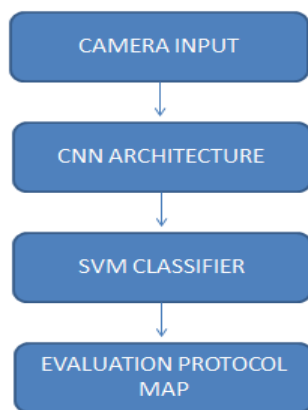 CAMERA INPUT
CNN ARCHITECTURE
SVM CLASSIFIER
EVALUATION PROTOCOL
MAP